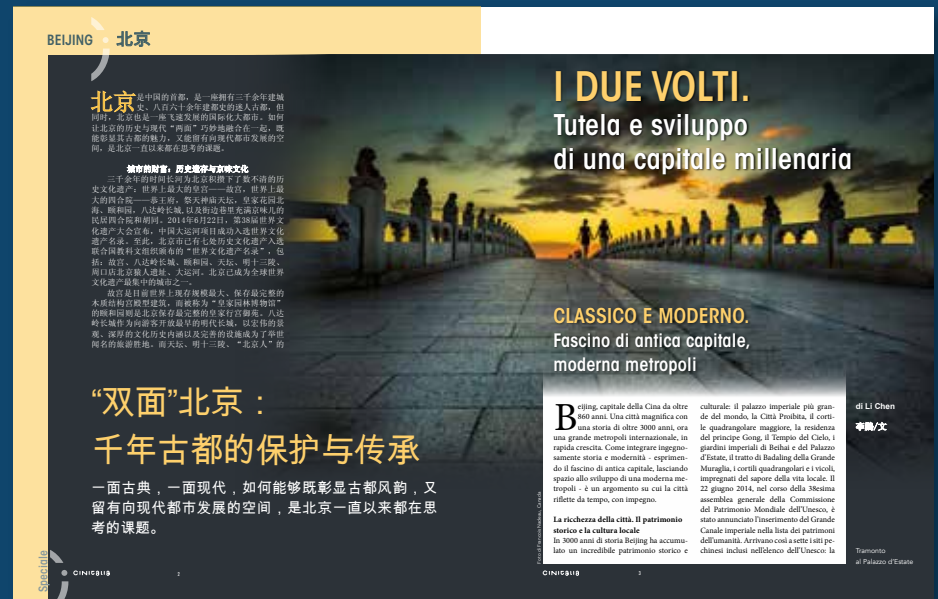 BEIJING 北京
北京是中国的首都，是一座拥有三千余年建城
史、八百六十余年建都史的迷人古都，但
同时，北京也是一座飞速发展的国际化大都市。如何
让北京的历史与现代“两面”巧妙地融合在一起，既
能彰显其古都的魅力，又能留有向现代都市发展的空
间，是北京一直以来都在思考的课题。
城市的财富：历史遗存与京味文化
三千余年的时间长河为北京积攒下了数不清的历
史文化遗产：世界上最大的皇宫——故宫，世界上最
大的四合院——恭王府，祭天神庙天坛，皇家花园北
海、颐和园，八达岭长城，以及街边巷里充满京味儿的
民居四合院和胡同。2014年6月22日，第38届世界文
化遗产大会宣布，中国大运河项目成功入选世界文化
遗产名录。至此，北京市已有七处历史文化遗产入选
联合国教科文组织颁布的“世界文化遗产名录”，包
括：故宫、八达岭长城、颐和园、天坛、明十三陵、
周口店北京猿人遗址、大运河。北京已成为全球世界
文化遗产最集中的城市之一。
故宫是目前世界上现存规模最大、保存最完整的
木质结构宫殿型建筑，而被称为“皇家园林博物馆”
的颐和园则是北京保存最完整的皇家行宫御苑。八达
岭长城作为向游客开放最早的明代长城，以宏伟的景
观、深厚的文化历史内涵以及完善的设施成为了举世
闻名的旅游胜地。而天坛、明十三陵、“北京人”的
“双面”北京：
千年古都的保护与传承
一面古典，一面现代，如何能够既彰显古都风韵，又
留有向现代都市发展的空间，是北京一直以来都在思
考的课题。
Speciale
CINITALIA 2
I DUE VOLTI.
Tutela e sviluppo
di una capitale millenaria
CLASSICO E MODERNO.
Fascino di antica capitale,
moderna metropoli
Beijing, capitale della Cina da oltre
860 anni. Una città magnifica con
una storia di oltre 3000 anni, ora
una grande metropoli internazionale, in
rapida crescita. Come integrare ingegno-
samente storia e modernità - esprimen-
do il fascino di antica capitale, lasciando
spazio allo sviluppo di una moderna me-
tropoli - è un argomento su cui la città
riflette da tempo, con impegno.
La ricchezza della città. Il patrimonio
storico e la cultura locale
In 3000 anni di storia Beijing ha accumu-
lato un incredibile patrimonio storico e
culturale: il palazzo imperiale più gran-
de del mondo, la Città Proibita, il corti-
le quadrangolare maggiore, la residenza
del principe Gong, il Tempio del Cielo, i
giardini imperiali di Beihai e del Palazzo
d'Estate, il tratto di Badaling della Grande
Muraglia, i cortili quadrangolari e i vicoli,
impregnati del sapore della vita locale. Il
22 giugno 2014, nel corso della 38esima
assemblea generale della Commissione
del Patrimonio Mondiale dell'Unesco, è
stato annunciato l'inserimento del Grande
Canale imperiale nella lista dei patrimoni
dell'umanità. Arrivano così a sette i siti pe-
chinesi inclusi nell'elenco dell'Unesco: la
di Li Chen
/文
Tramonto
al Palazzo d'Estate
CINITALIA 3